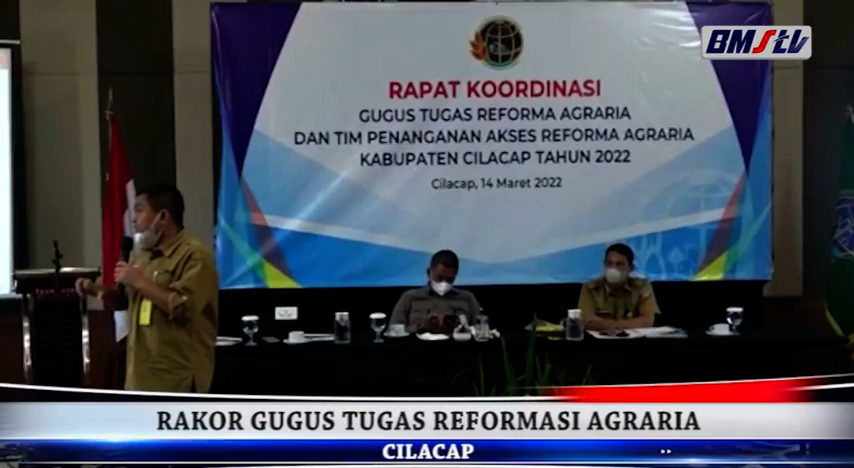 BMStv
RAPAT KOORDINASI
GUGUS TUGAS REFORMA AGRARIA
DAN TIM PENANGANAN AKSES REFORMA AGRARIA
KABUPATEN CILACAP TAHUN 2022
Cilacap, 14 Maret 2022
RAKOR GUGUS TUGAS REFORMASI AGRARIA
CILACAP